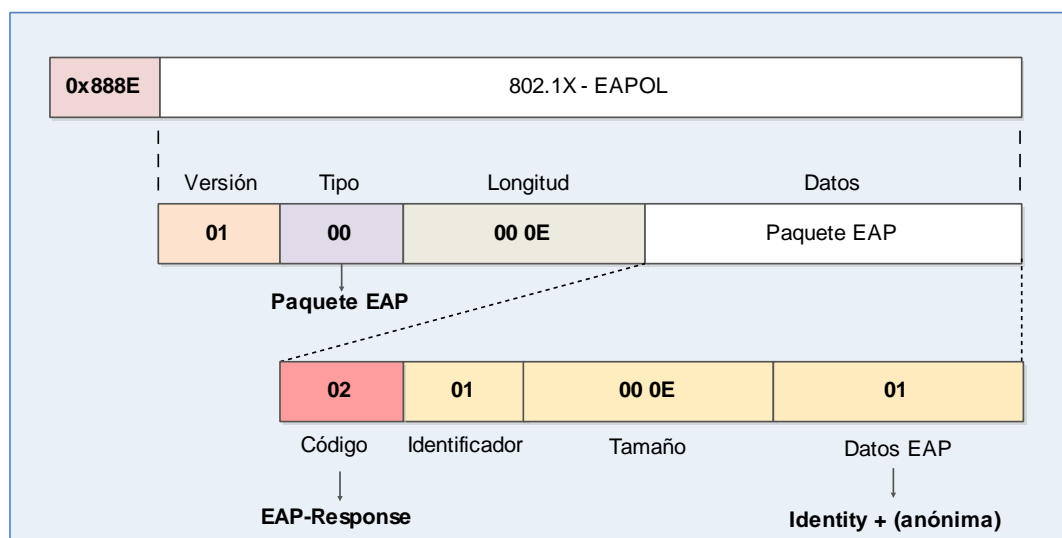 0x888E 802.1X - EAPOL
Versión Tipo Longitud Datos
01 00 00 0E Paquete EAP
Paquete EAP
02 01 00 0E 01
Código Identificador Tamaño Datos EAP
EAP-Response Identity + (anónima)